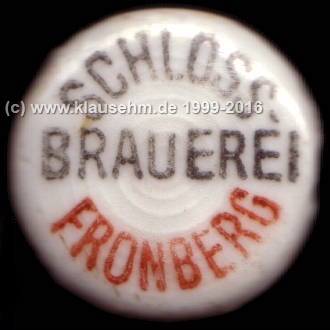 SCHLOSS-
(c) www.klausehm.de 1999-2016
BRAUEREI
FRONBERG